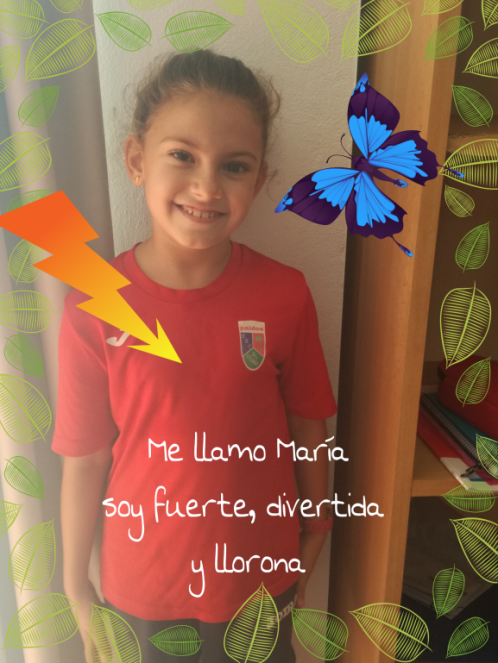 Me llamo María
soy fuerte, divertida
y llorona